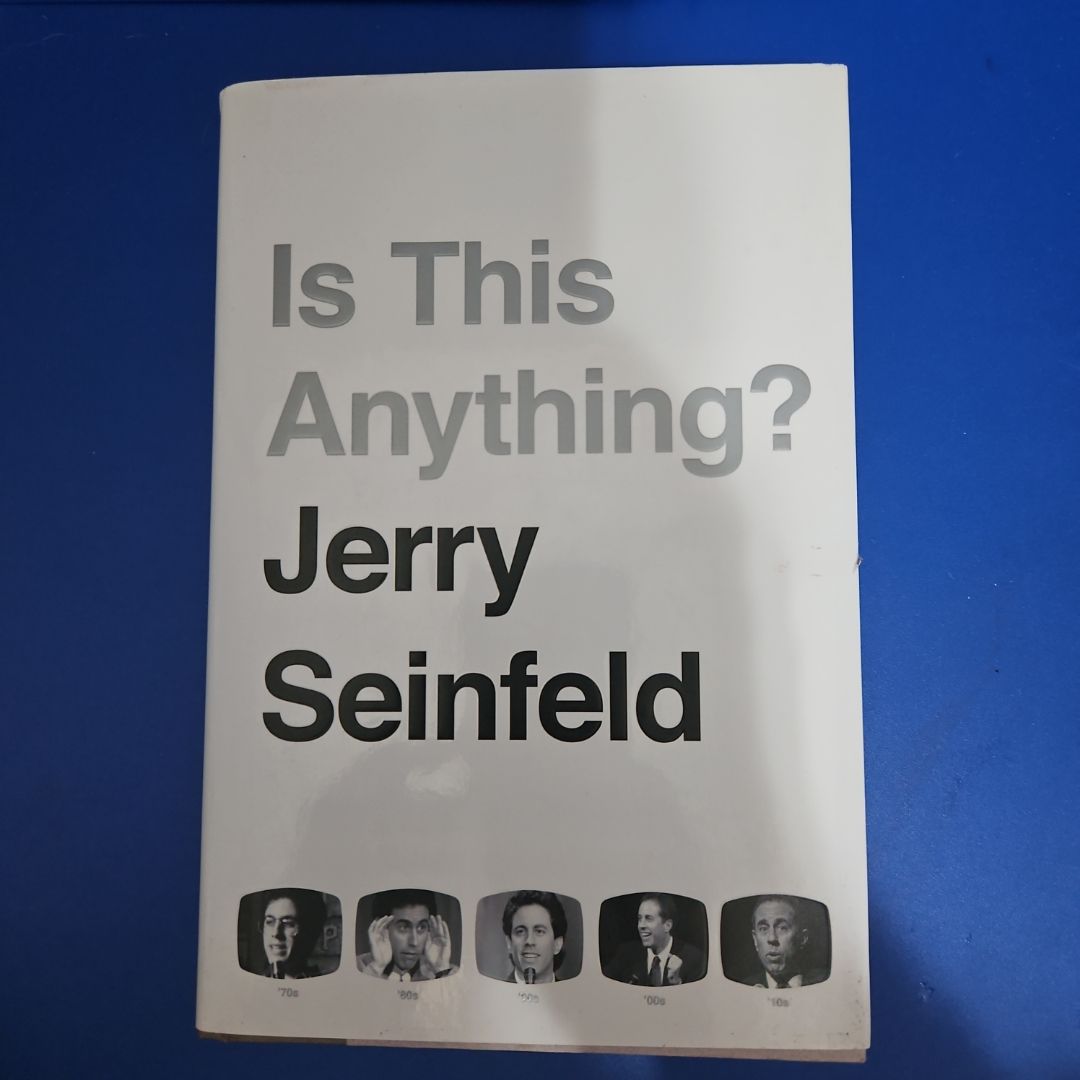 Is This
Anything?
Jerry
Seinfeld
'70s
'80s
'90s
'00s
'10s